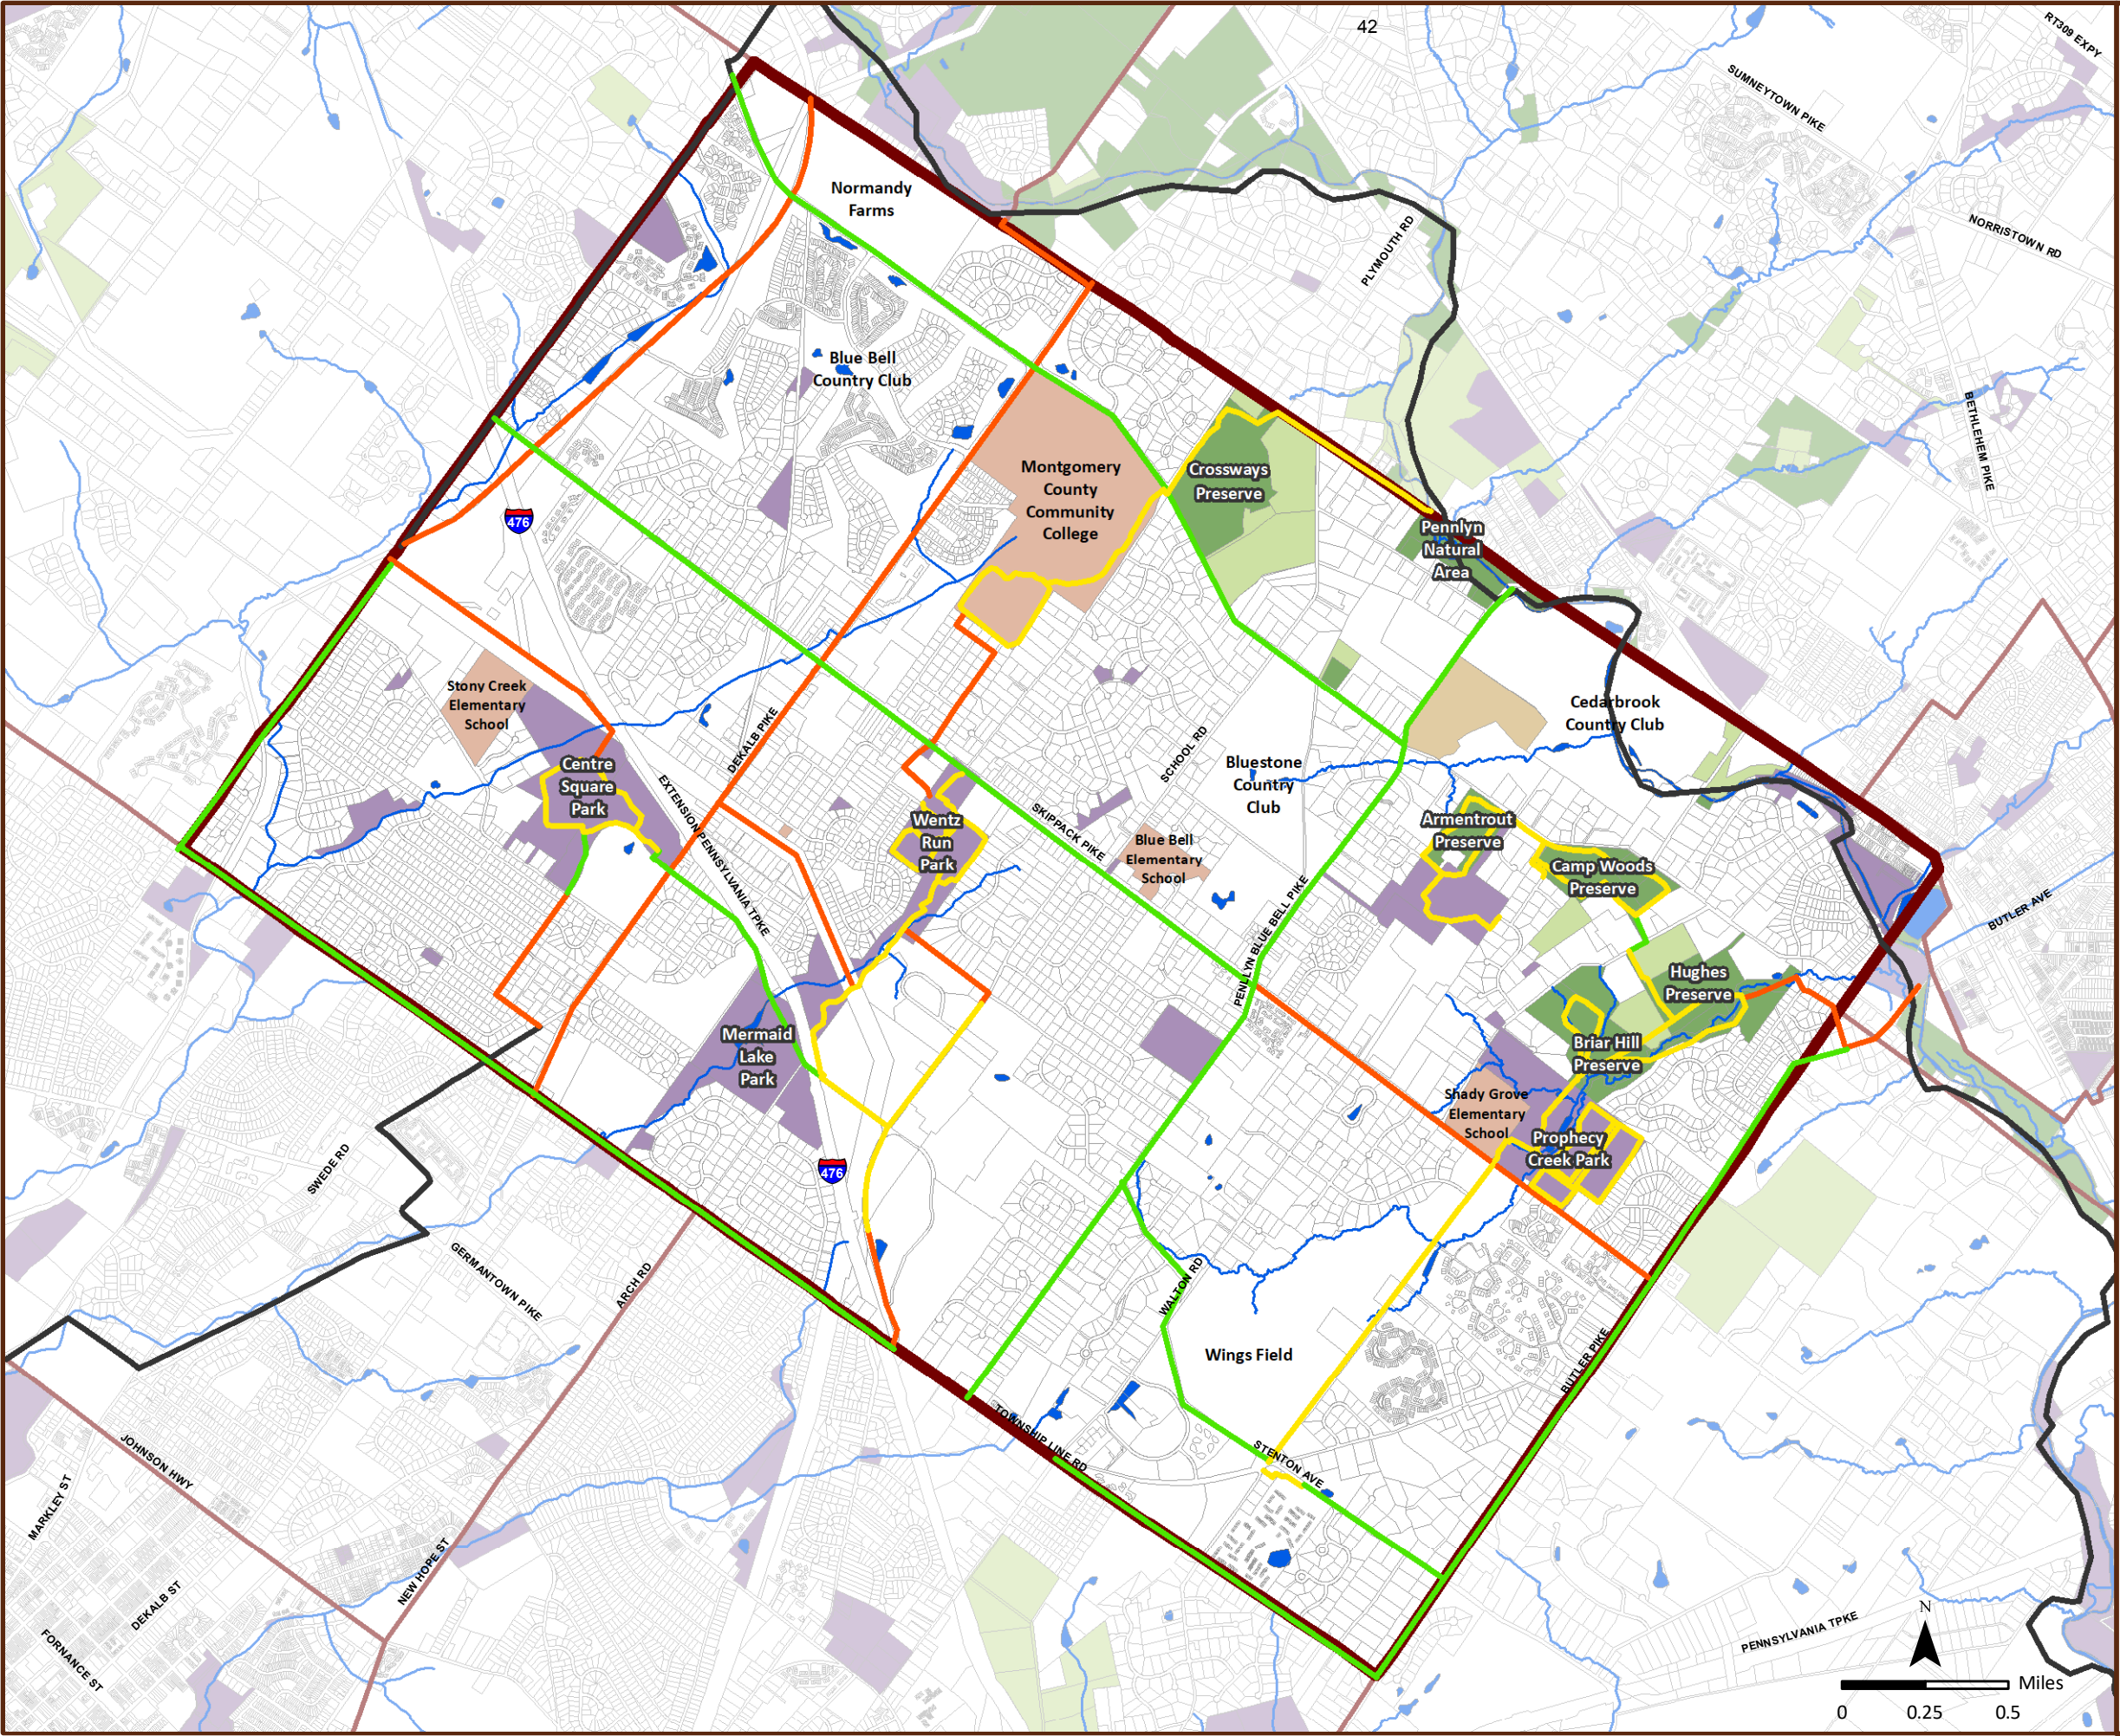 42
RT309 EXPY
SUMNEYTOWN PIKE
Normandy
Farms
PLYMOUTH RD
NORRISTOWN RD
Blue Bell
Country Club
BETHLEHEM PIKE
Montgomery
County
Community
College
Crossways
Preserve
476
Pennlyn
Natural
Area
Stony Creek
Elementary
School
Cedarbrook
Country Club
DEKALB PIKE
SCHOOL RD
Bluestone
Country
Club
Centre
Square
Park
EXTENSION PENNSYLVANIA TPKE
Wentz
Run
Park
SKIPPACK PIKE
Blue Bell
Elementary
School
Armentrout
Preserve
Camp Woods
Preserve
BUTLER AVE
PENLLYN BLUE BELL PIKE
Hughes
Preserve
Mermaid
Lake
Park
Briar Hill
Preserve
Shady Grove
Elementary
School
Prophecy
Creek Park
476
SWEDE RD
GERMANTOWN PIKE
ARCH RD
WALTON RD
Wings Field
BUTLER PIKE
TOWNSHIP LINE RD
STENTON AVE
JOHNSON HWY
MARKLEY ST
NEW HOPE ST
DEKALB ST
FORNANCE ST
PENNSYLVANIA TPKE
N
Miles
0 0.25 0.5